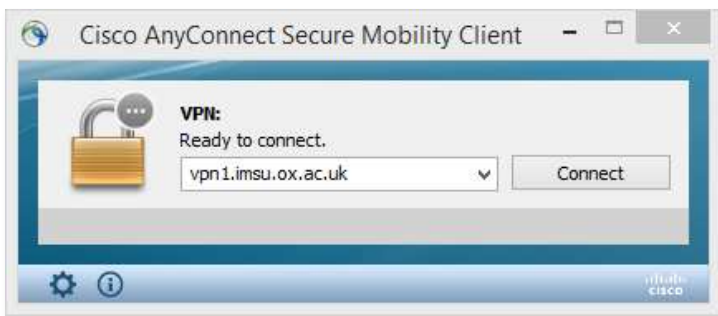 Cisco AnyConnect Secure Mobility Client
VPN:
Ready to connect.
vpn1.imsu.ox.ac.uk
Connect
cisco